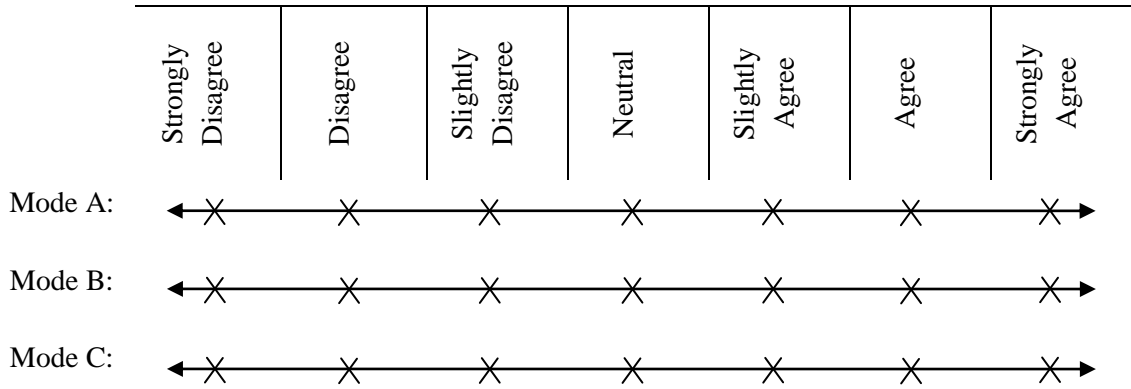 Strongly
Disagree
Disagree
Slightly
Disagree
Neutral
Slightly
Agree
Agree
Strongly
Agree
Mode A:
Mode B:
Mode C: